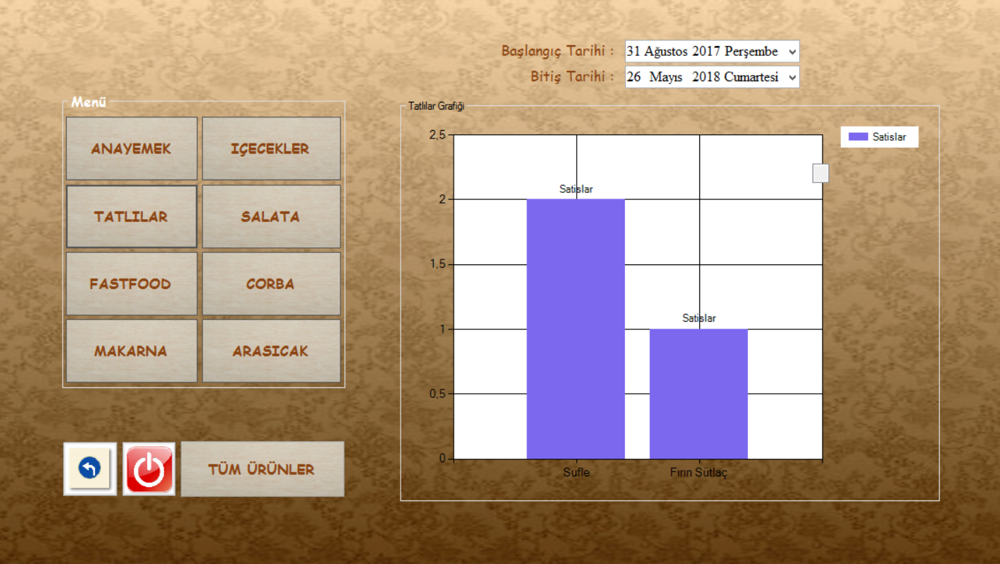 Başlangıç Tarihi : 31 Ağustos 2017 Perşembe
Bitiş Tarihi : 26 Mayıs 2018 Cumartesi
Menü
ANAYEMEK IÇECEKLER
TATLILAR SALATA
FASTFOOD CORBA
MAKARNA ARASICAK
TÜM ÜRÜNLER
Tatlılar Grafiği
Satislar
2,5
Satislar
2
1,5
Satislar
1
0,5
0
Sufle Fırın Sütlaç